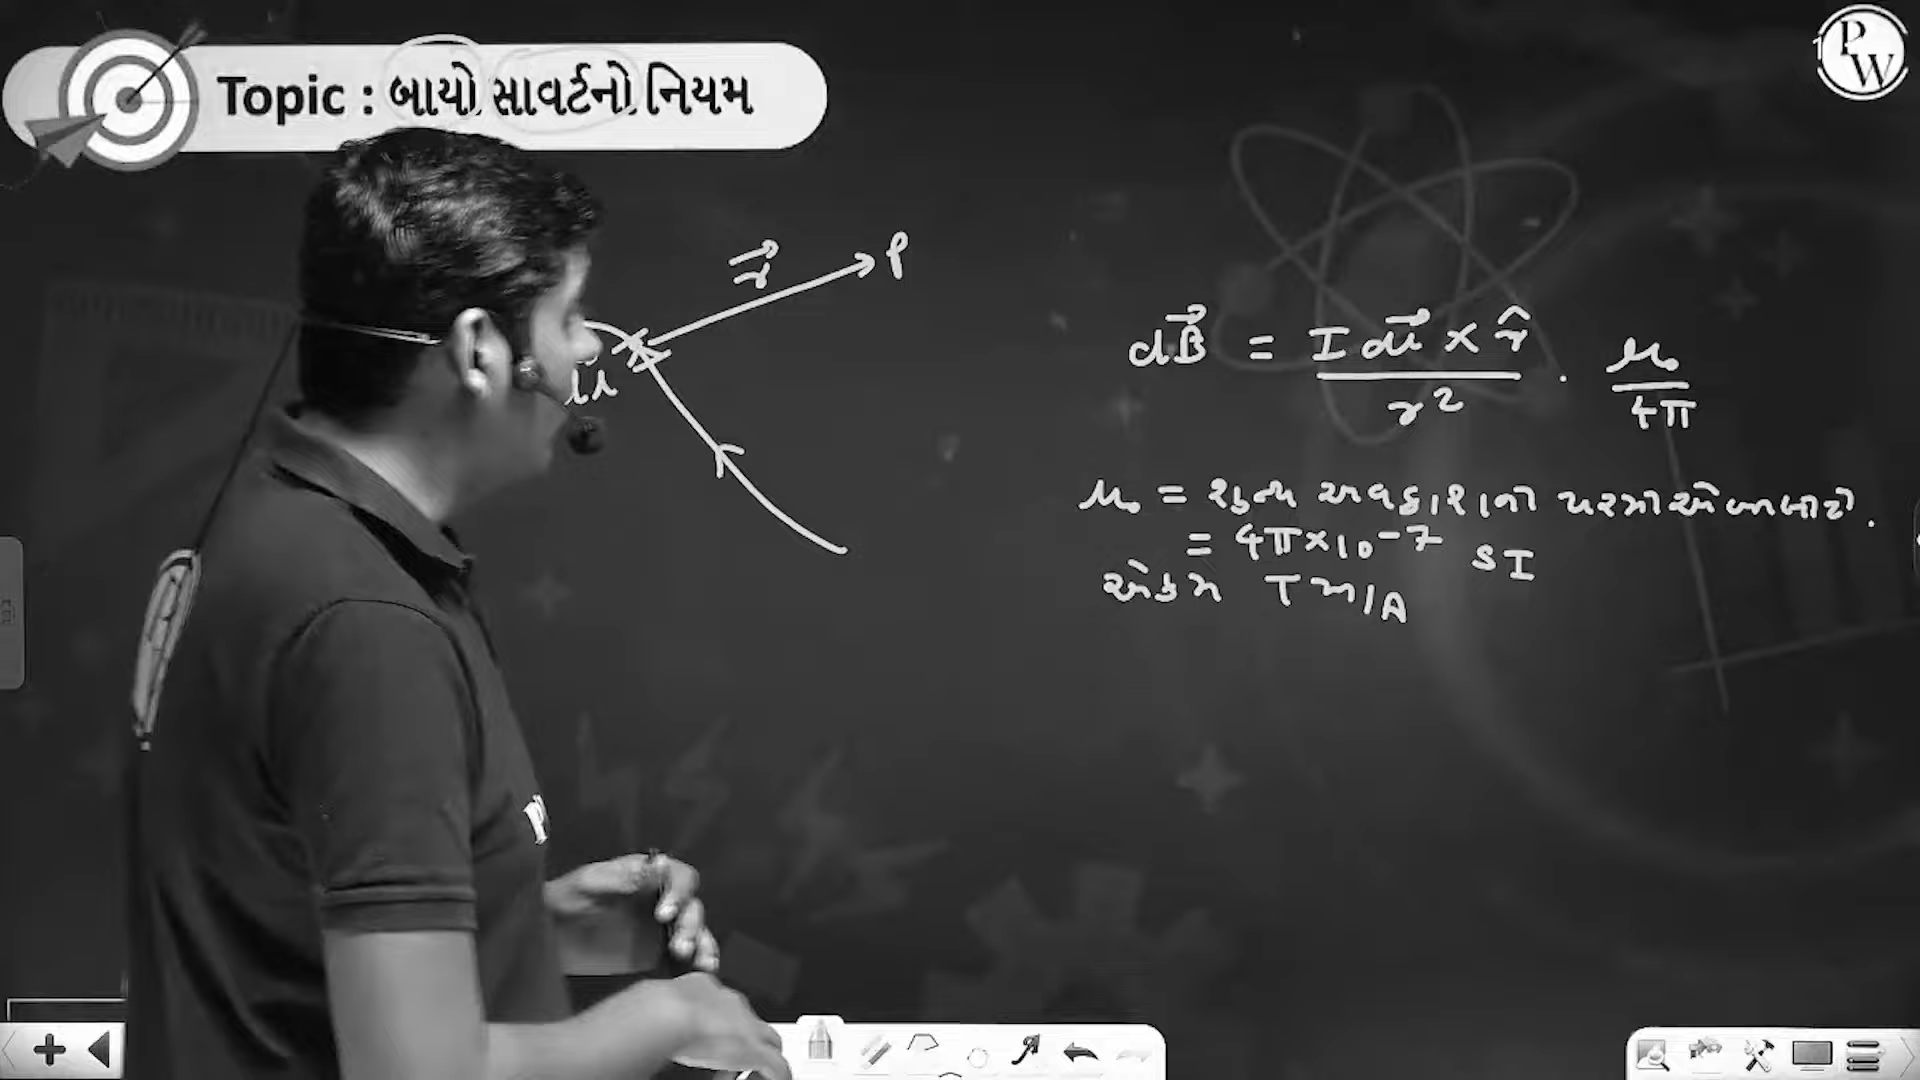 Topic : બાયો સાવર્ટનો નિયમ
PW
r⃗
P
dl
dB⃗ = I dl⃗ × r̂ / r² . μ₀ / 4π
μ₀ = શૂન્ય અવકાશની પરમીએબિલીટી.
= 4π×10⁻⁷ SI
એકમ Tm/A